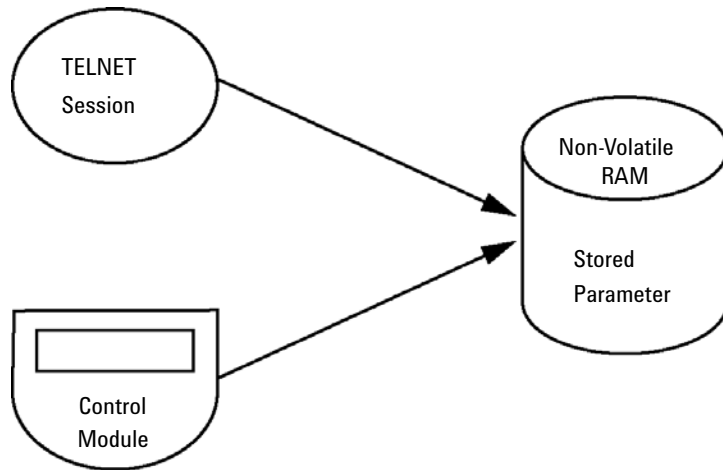 TELNET
Session
Non-Volatile
RAM
Stored
Parameter
Control
Module